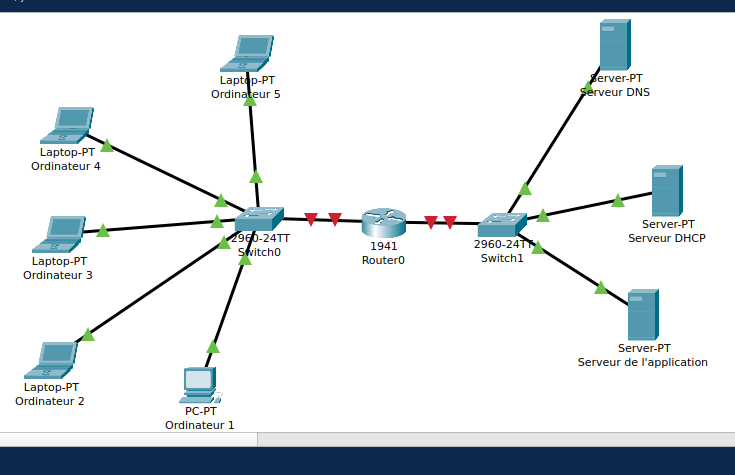 Server-PT
Serveur DNS
Laptop-PT
Ordinateur 5
Laptop-PT
Ordinateur 4
Server-PT
Serveur DHCP
2960-24TT
Switch0
1941
Router0
2960-24TT
Switch1
Laptop-PT
Ordinateur 3
Server-PT
Serveur de l'application
Laptop-PT
Ordinateur 2
PC-PT
Ordinateur 1